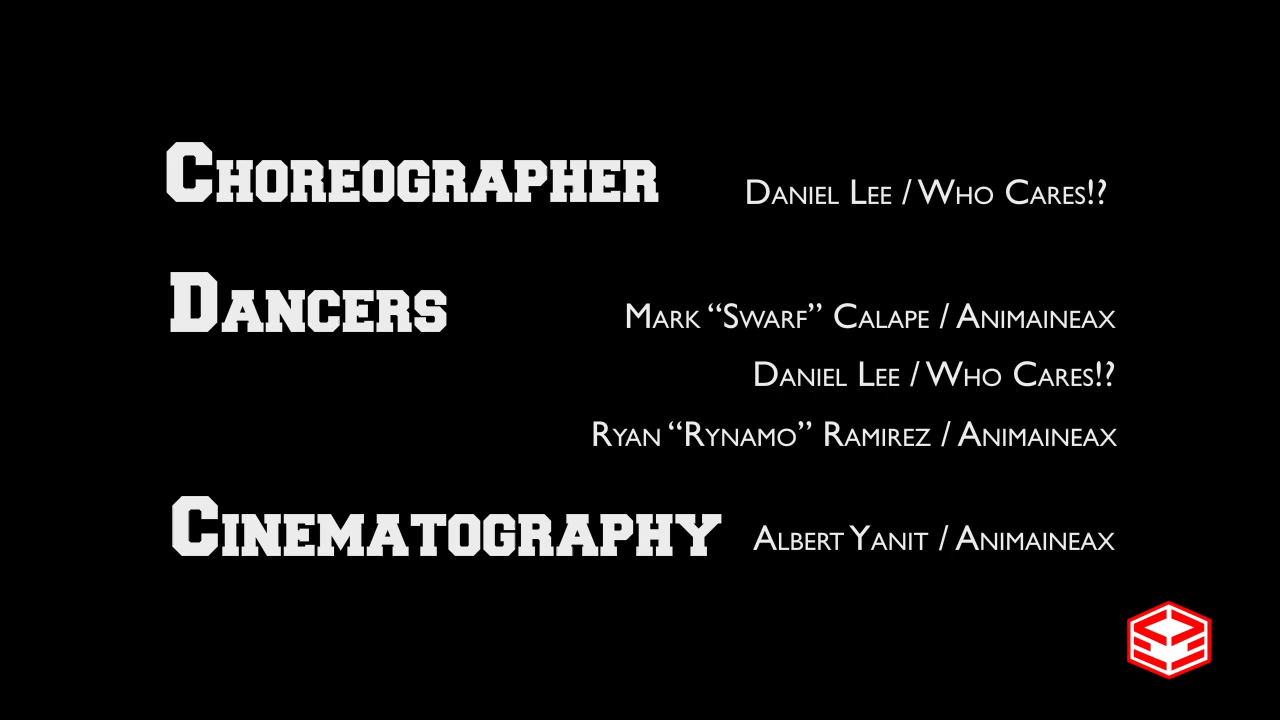 Choreographer Daniel Lee / Who Cares!?
Dancers Mark “Swarf” Calape / Animaineax
Daniel Lee / Who Cares!?
Ryan “Rynamo” Ramirez / Animaineax
Cinematography Albert Yanit / Animaineax